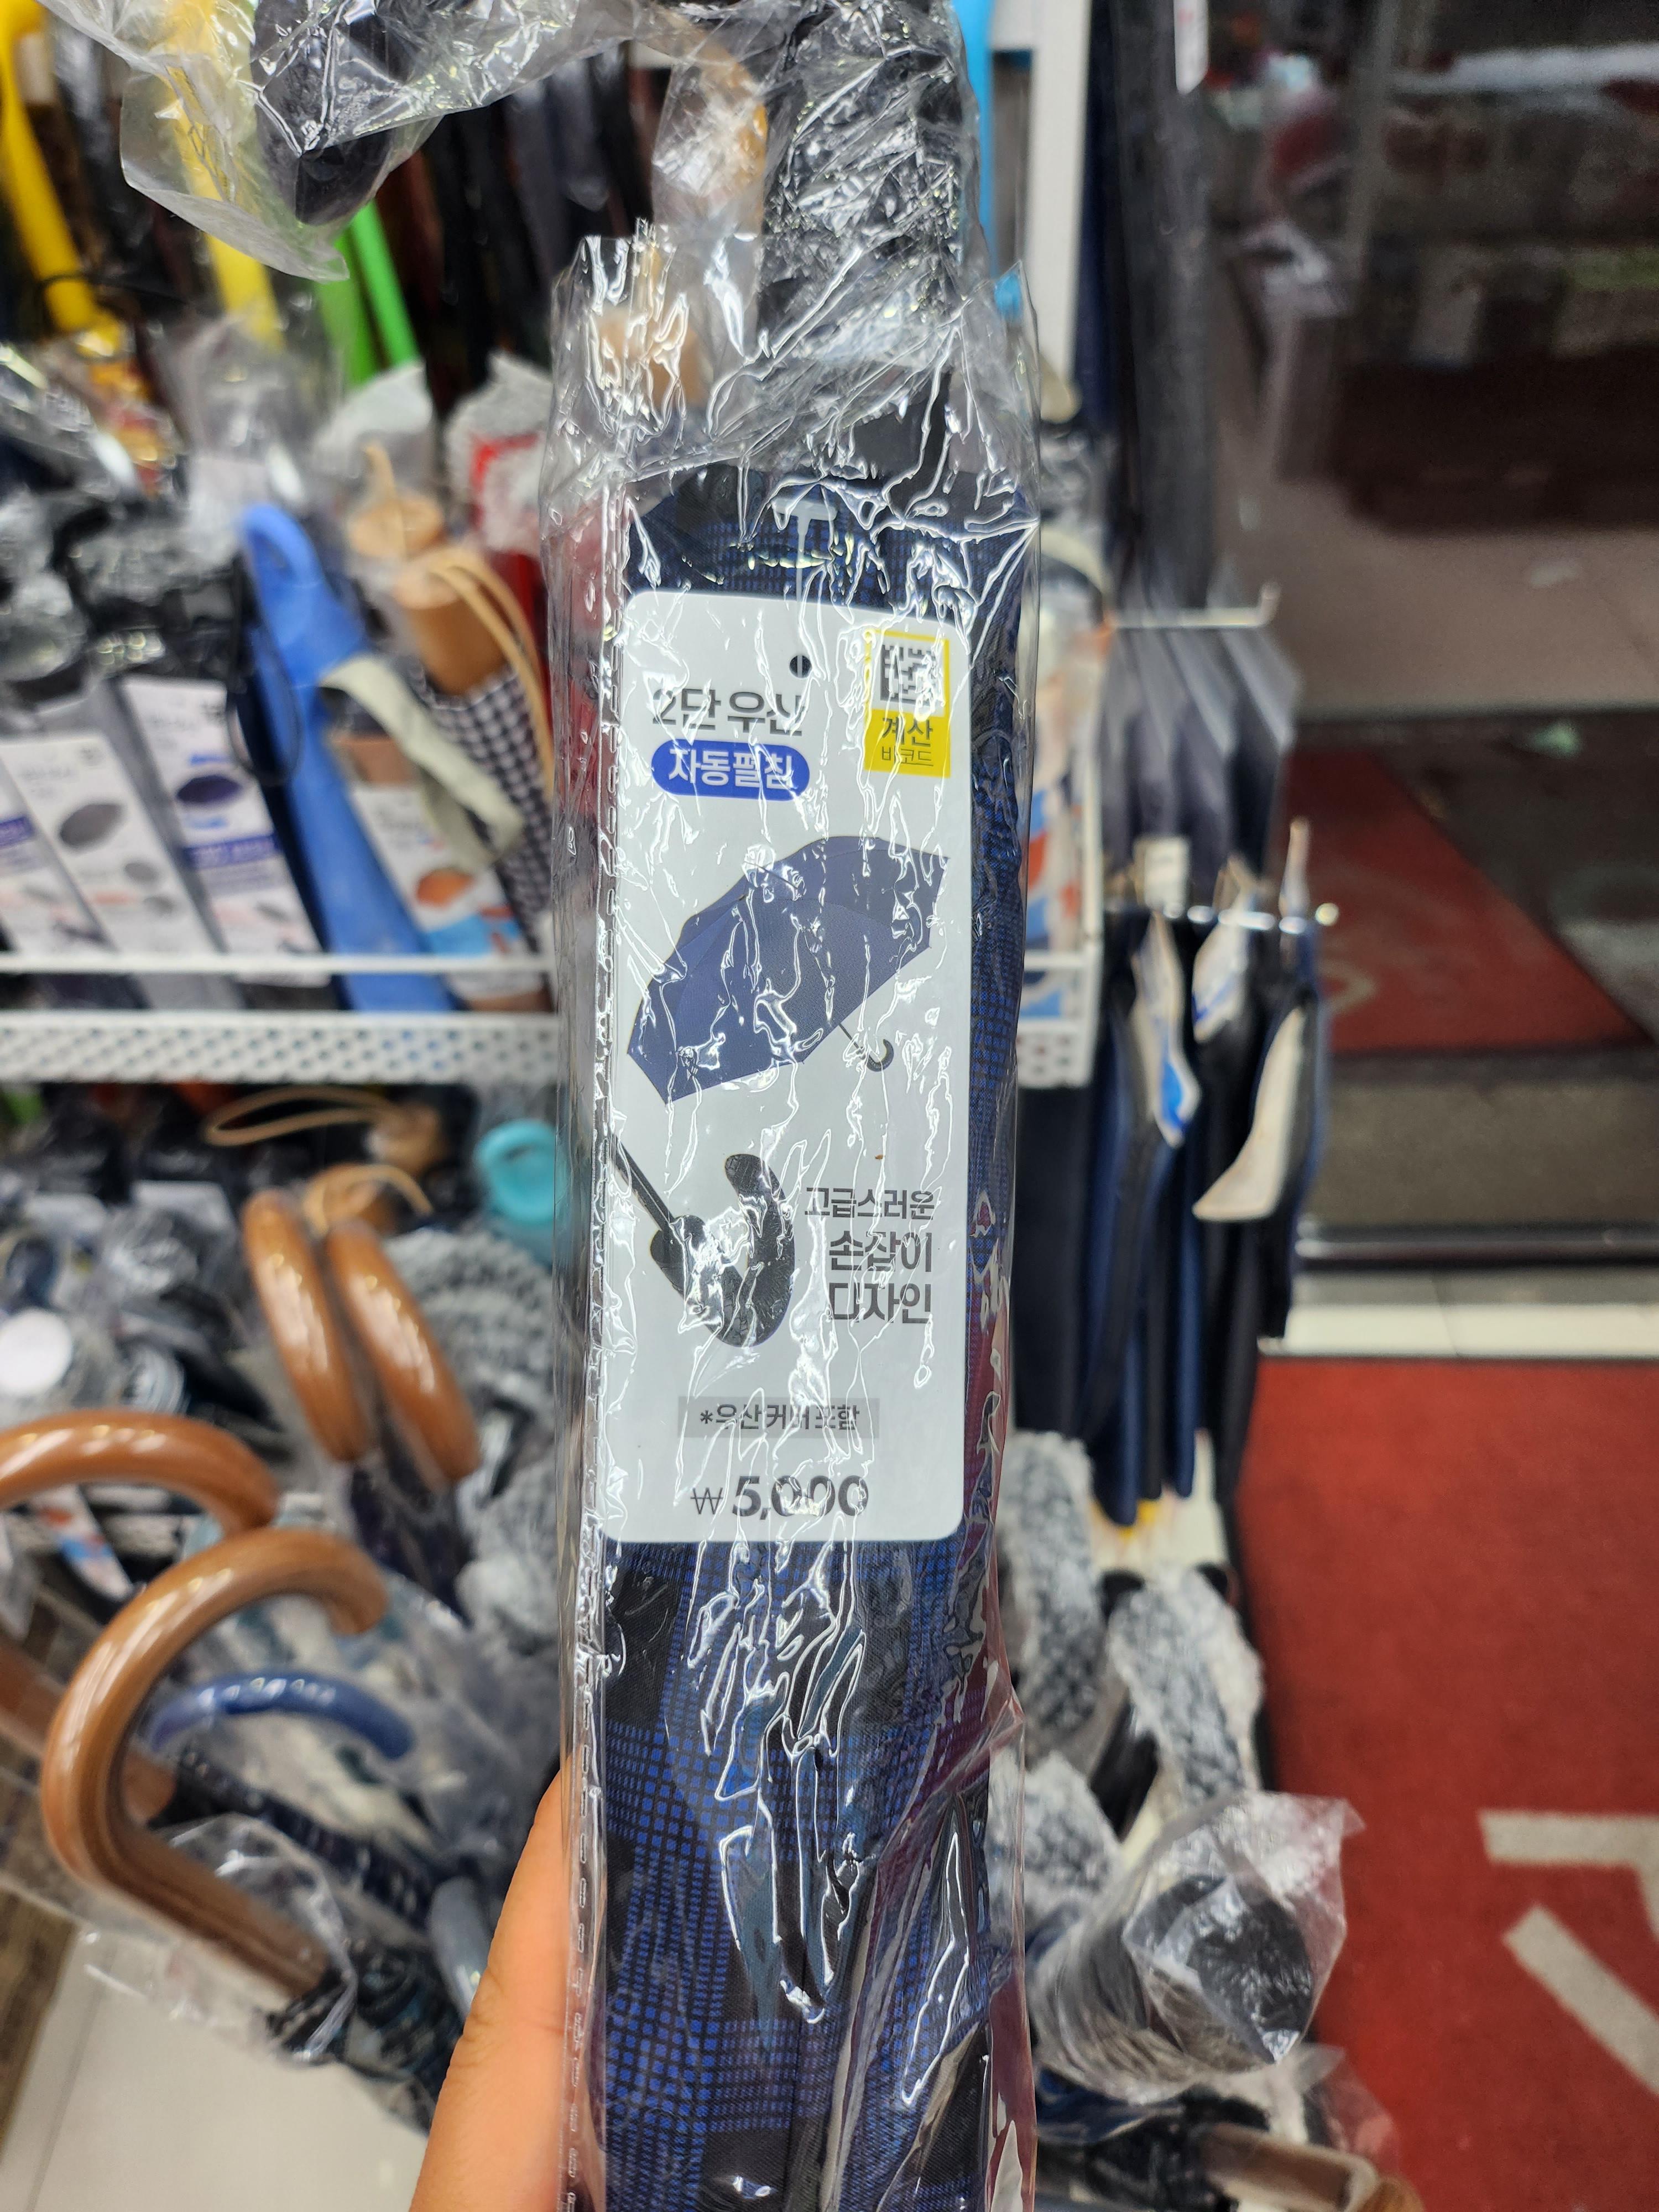 2단 우산
자동펼침
계산
바코드
고급스러운
손잡이
디자인
*우산 커버 포함
₩ 5,000